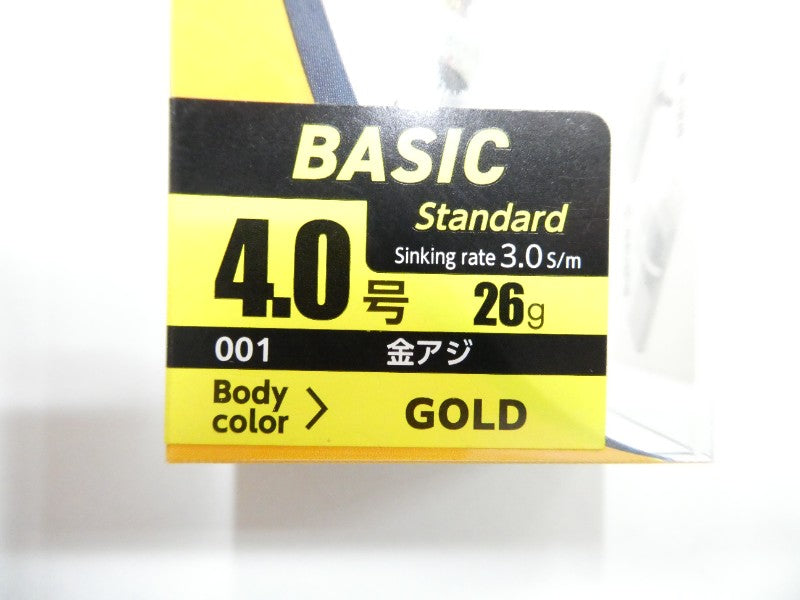 BASIC
Standard
Sinking rate 3.0 S/m
4.0号 26g
001 金アジ
Body color > GOLD